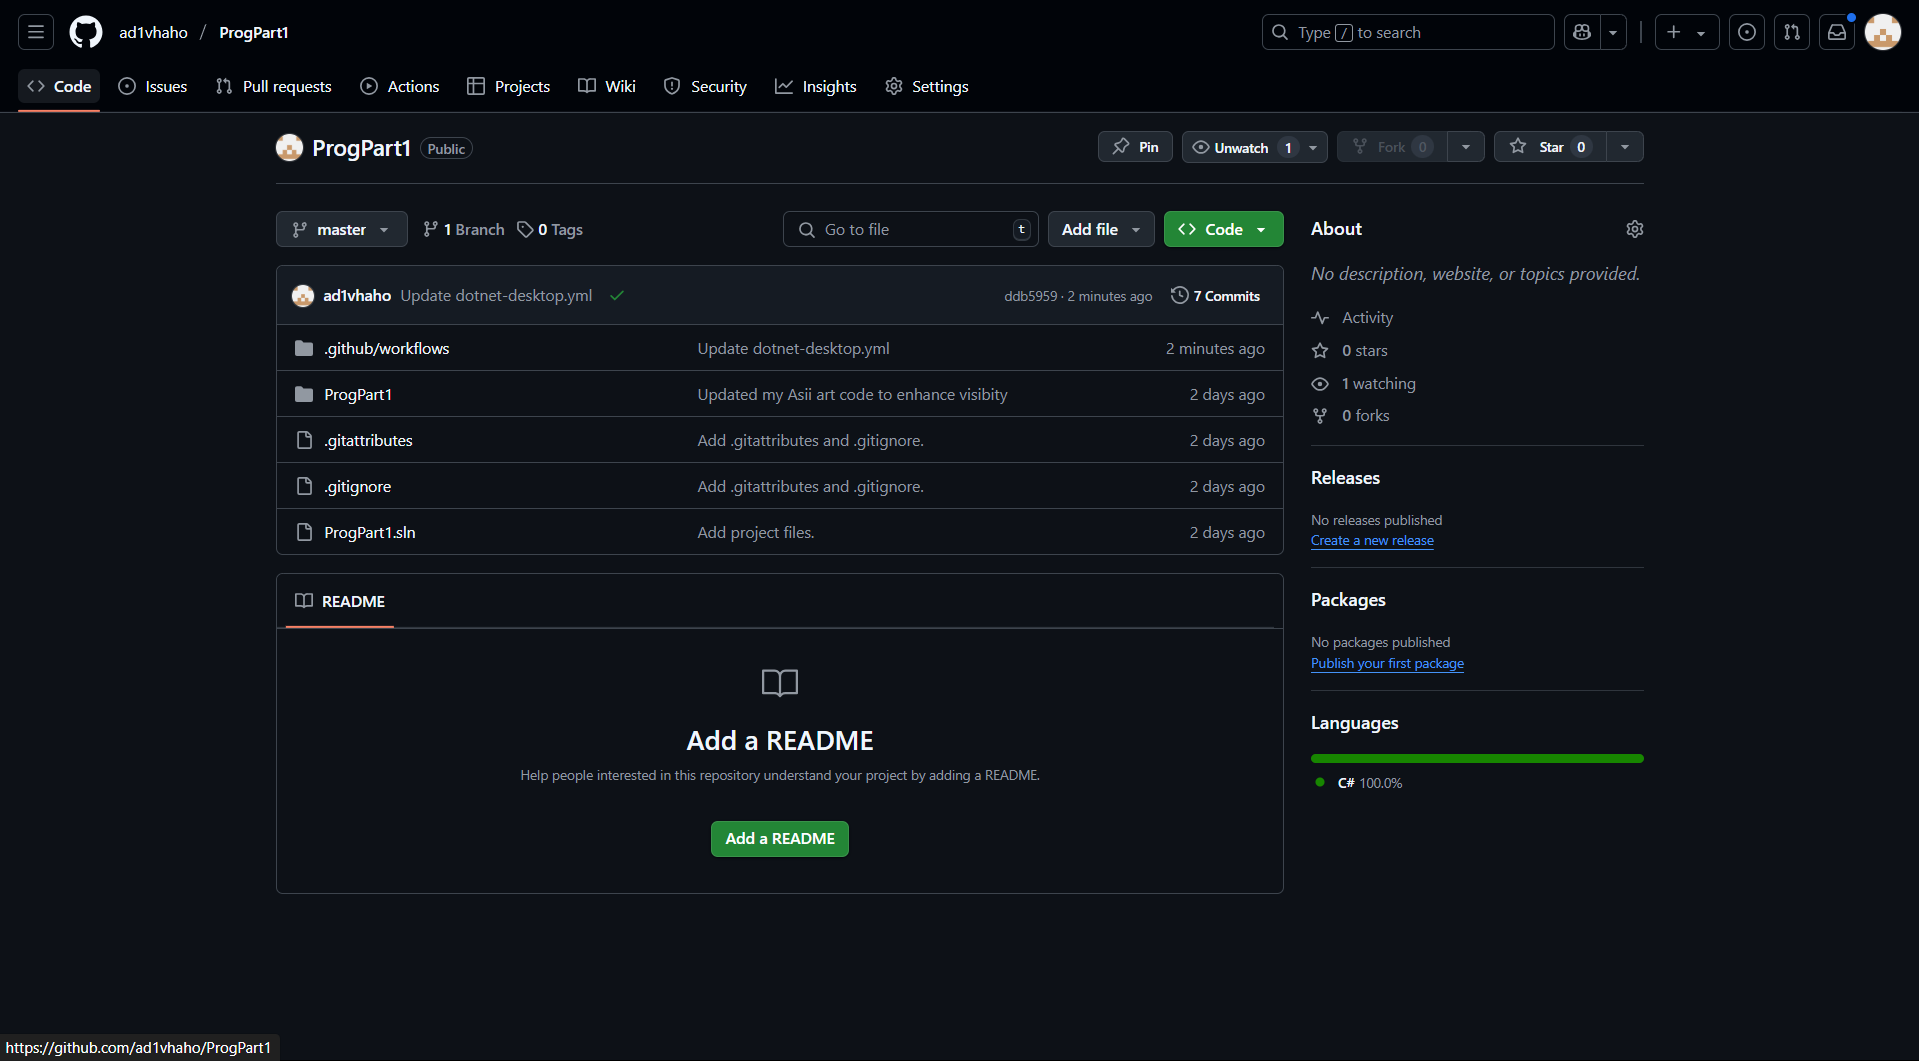 ad1vhaho / ProgPart1
Type / to search
Code Issues Pull requests Actions Projects Wiki Security Insights Settings
ProgPart1 Public
Pin Unwatch 1 Fork 0 Star 0
master 1 Branch 0 Tags Go to file t Add file Code
ad1vhaho Update dotnet-desktop.yml ddb5959 · 2 minutes ago 7 Commits
.github/workflows Update dotnet-desktop.yml 2 minutes ago
ProgPart1 Updated my Asii art code to enhance visibity 2 days ago
.gitattributes Add .gitattributes and .gitignore. 2 days ago
.gitignore Add .gitattributes and .gitignore. 2 days ago
ProgPart1.sln Add project files. 2 days ago
README
Add a README
Help people interested in this repository understand your project by adding a README.
Add a README
About
No description, website, or topics provided.
Activity
0 stars
1 watching
0 forks
Releases
No releases published
Create a new release
Packages
No packages published
Publish your first package
Languages
C# 100.0%
https://github.com/ad1vhaho/ProgPart1